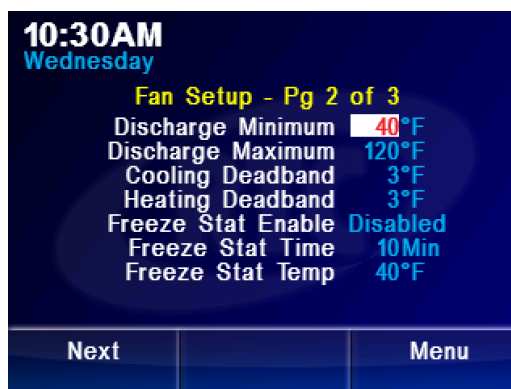 10:30AM
Wednesday
Fan Setup - Pg 2 of 3
Discharge Minimum 40°F
Discharge Maximum 120°F
Cooling Deadband 3°F
Heating Deadband 3°F
Freeze Stat Enable Disabled
Freeze Stat Time 10Min
Freeze Stat Temp 40°F
Next Menu